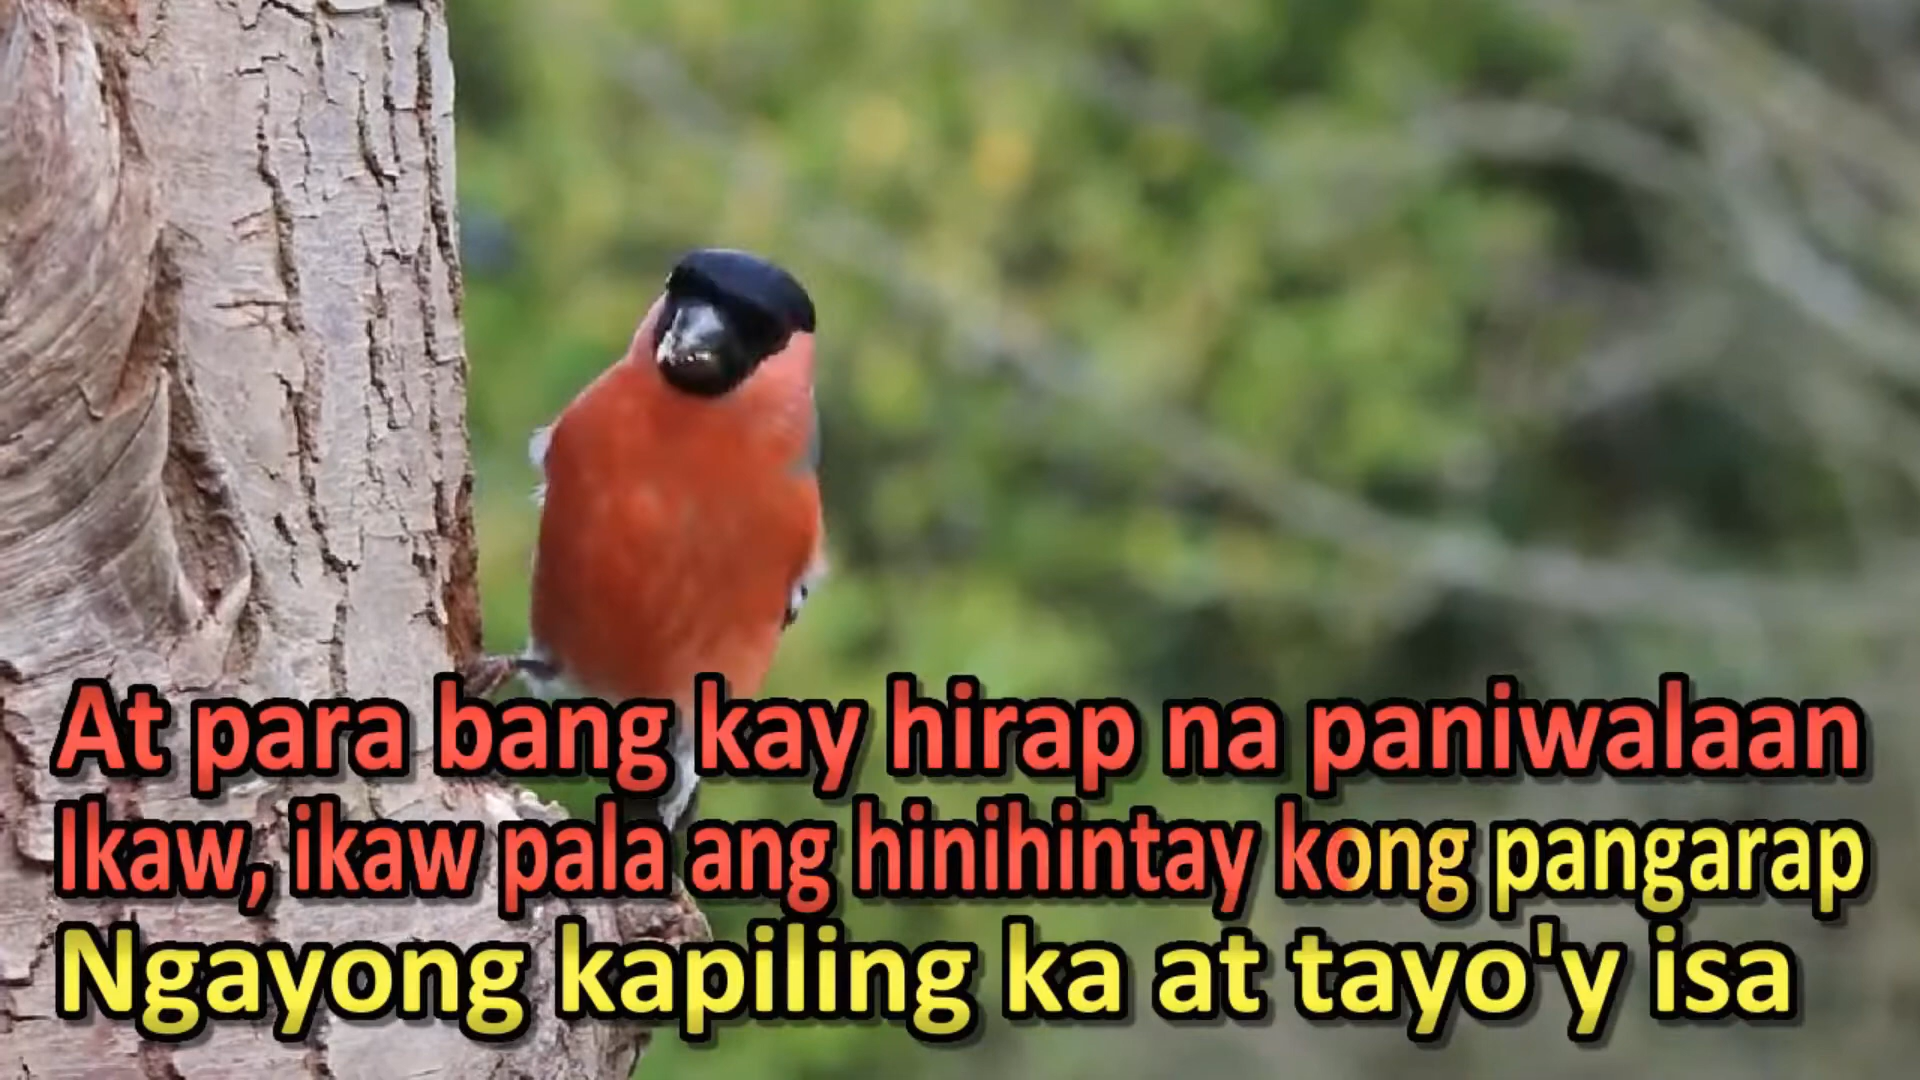 At para bang kay hirap na paniwalaan
Ikaw, ikaw pala ang hinihintay kong pangarap
Ngayong kapiling ka at tayo'y isa